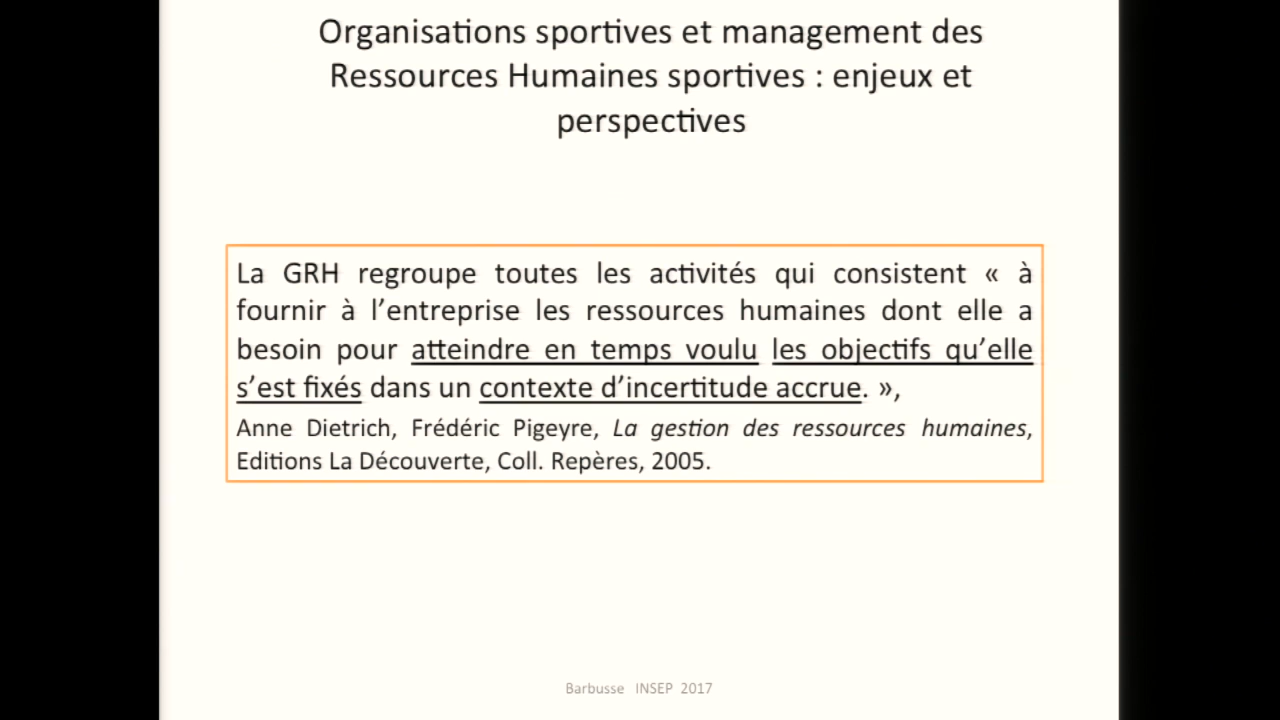 Organisations sportives et management des
Ressources Humaines sportives : enjeux et
perspectives
La GRH regroupe toutes les activités qui consistent « à
fournir à l’entreprise les ressources humaines dont elle a
besoin pour atteindre en temps voulu les objectifs qu’elle
s’est fixés dans un contexte d’incertitude accrue. »,
Anne Dietrich, Frédéric Pigeyre, La gestion des ressources humaines,
Editions La Découverte, Coll. Repères, 2005.
Barbusse INSEP 2017